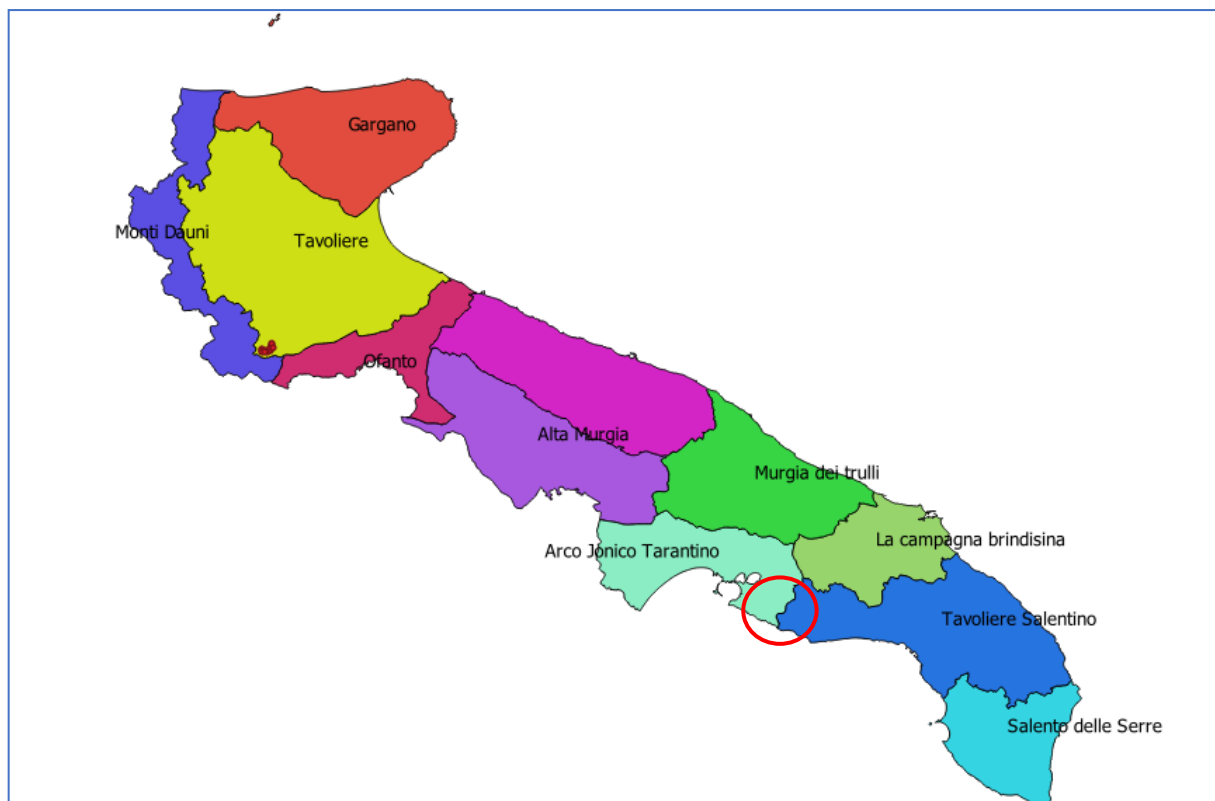 Gargano
Monti Dauni
Tavoliere
Ofanto
Alta Murgia
Murgia dei trulli
La campagna brindisina
Arco Jonico Tarantino
Tavoliere Salentino
Salento delle Serre